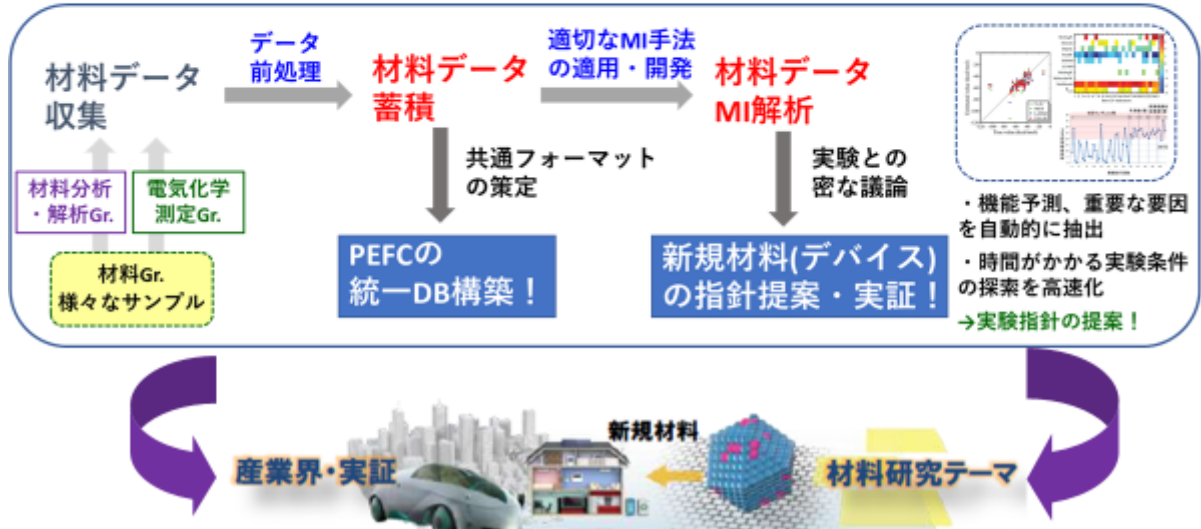 材料データ
収集
データ
前処理
材料データ
蓄積
適切なMI手法
の適用・開発
材料データ
MI解析
材料分析
・解析Gr.
電気化学
測定Gr.
材料Gr.
様々なサンプル
共通フォーマット
の策定
PEFCの
統一DB構築！
実験との
密な議論
新規材料(デバイス)
の指針提案・実証！
・機能予測、重要な要因
を自動的に抽出
・時間がかかる実験条件
の探索を高速化
→実験指針の提案！
産業界・実証
新規材料
材料研究テーマ